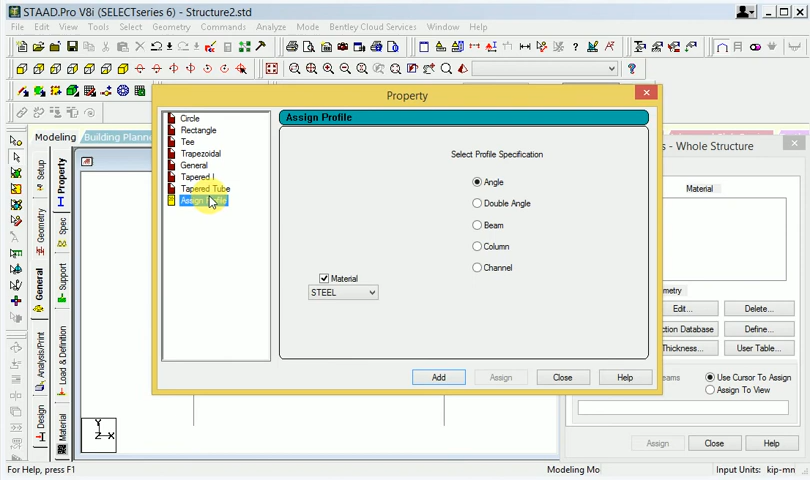 STAAD.Pro V8i (SELECTseries 6) - Structure2.std
File Edit View Tools Select Geometry Commands Analyze Mode Bentley Cloud Services Window Help
Modeling Building Planne
Property
Circle
Rectangle
Tee
Trapezoidal
General
Tapered I
Tapered Tube
Assign Profile
Assign Profile
Select Profile Specification
Angle
Double Angle
Beam
Column
Channel
Material
STEEL
Add Assign Close Help
s - Whole Structure
Material
metry
Edit... Delete...
ction Database Define...
Thickness... User Table...
eams Use Cursor To Assign
Assign To View
Assign Close Help
Setup
Geometry
General
Analysis/Print
Design
Property
Spec
Support
Load & Definition
Material
Y
Z X
For Help, press F1 Modeling Mo Input Units: kip-mn